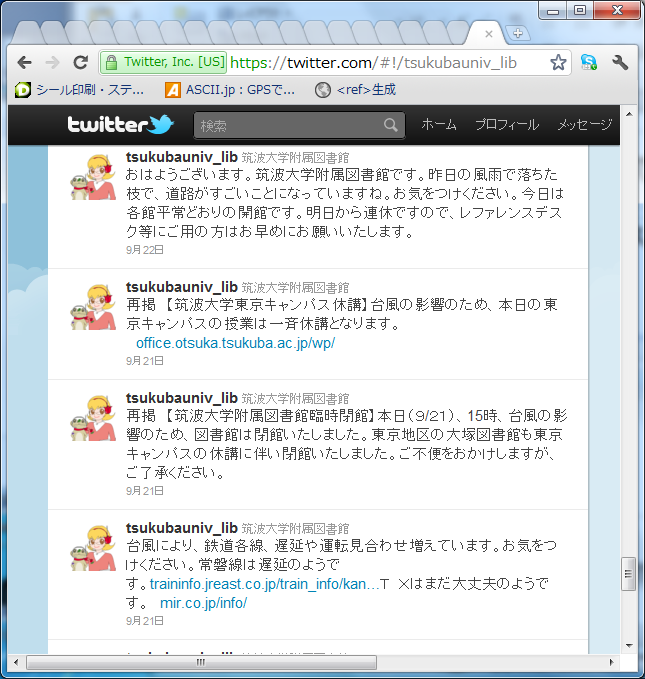 Twitter, Inc. [US] https://twitter.com/#!/tsukubauniv_lib
シール印刷・ステ... ASCII.jp：GPSで... <ref>生成
twitter 検索 ホーム プロフィール メッセージ
tsukubauniv_lib 筑波大学附属図書館
おはようございます。筑波大学附属図書館です。昨日の風雨で落ちた
枝で、道路がすごいことになっていますね。お気をつけください。今日は
各館平常どおりの開館です。明日から連休ですので、レファレンスデス
ク等にご用の方はお早めにお願いいたします。
9月22日
tsukubauniv_lib 筑波大学附属図書館
再掲 【筑波大学東京キャンパス休講】台風の影響のため、本日の東
京キャンパスの授業は一斉休講となります。
office.otsuka.tsukuba.ac.jp/wp/
9月21日
tsukubauniv_lib 筑波大学附属図書館
再掲 【筑波大学附属図書館臨時閉館】本日（9/21）、15時、台風の影
響のため、図書館は閉館いたしました。東京地区の大塚図書館も東京
キャンパスの休講に伴い閉館いたしました。ご不便をおかけしますが、
ご了承ください。
9月21日
tsukubauniv_lib 筑波大学附属図書館
台風により、鉄道各線、遅延や運転見合わせ増えています。お気をつ
けください。常磐線は遅延のようで
す。traininfo.jreast.co.jp/train_info/kan...T Xはまだ大丈夫のようで
す。 mir.co.jp/info/
9月21日
tsukubauniv_lib 筑波大学附属図書館